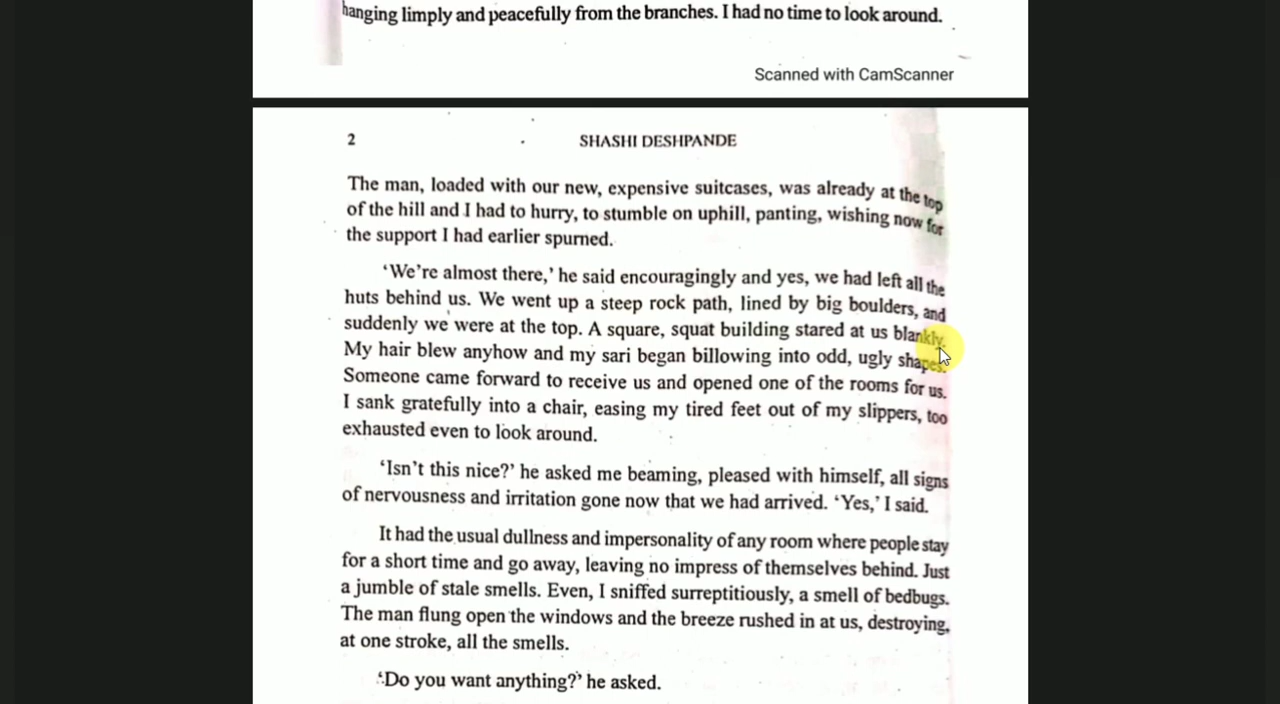 hanging limply and peacefully from the branches. I had no time to look around.
Scanned with CamScanner
2
SHASHI DESHPANDE
The man, loaded with our new, expensive suitcases, was already at the top
of the hill and I had to hurry, to stumble on uphill, panting, wishing now for
the support I had earlier spurned.
‘We’re almost there,’ he said encouragingly and yes, we had left all the
huts behind us. We went up a steep rock path, lined by big boulders, and
suddenly we were at the top. A square, squat building stared at us blankly.
My hair blew anyhow and my sari began billowing into odd, ugly shapes.
Someone came forward to receive us and opened one of the rooms for us.
I sank gratefully into a chair, easing my tired feet out of my slippers, too
exhausted even to look around.
‘Isn’t this nice?’ he asked me beaming, pleased with himself, all signs
of nervousness and irritation gone now that we had arrived. ‘Yes,’ I said.
It had the usual dullness and impersonality of any room where people stay
for a short time and go away, leaving no impress of themselves behind. Just
a jumble of stale smells. Even, I sniffed surreptitiously, a smell of bedbugs.
The man flung open the windows and the breeze rushed in at us, destroying,
at one stroke, all the smells.
‘Do you want anything?’ he asked.